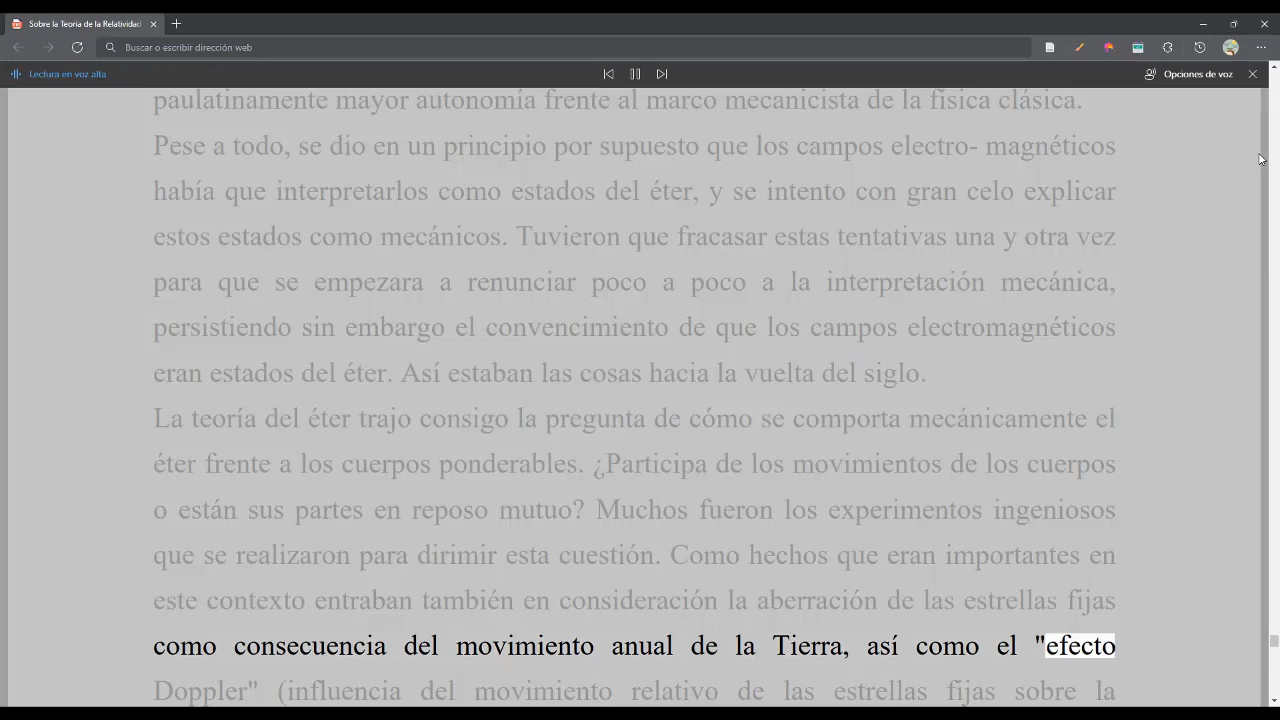 Sobre la Teoría de la Relatividad
Buscar o escribir dirección web
Lectura en voz alta
Opciones de voz
paulatinamente mayor autonomía frente al marco mecanicista de la física clásica.
Pese a todo, se dio en un principio por supuesto que los campos electro- magnéticos
había que interpretarlos como estados del éter, y se intento con gran celo explicar
estos estados como mecánicos. Tuvieron que fracasar estas tentativas una y otra vez
para que se empezara a renunciar poco a poco a la interpretación mecánica,
persistiendo sin embargo el convencimiento de que los campos electromagnéticos
eran estados del éter. Así estaban las cosas hacia la vuelta del siglo.
La teoría del éter trajo consigo la pregunta de cómo se comporta mecánicamente el
éter frente a los cuerpos ponderables. ¿Participa de los movimientos de los cuerpos
o están sus partes en reposo mutuo? Muchos fueron los experimentos ingeniosos
que se realizaron para dirimir esta cuestión. Como hechos que eran importantes en
este contexto entraban también en consideración la aberración de las estrellas fijas
como consecuencia del movimiento anual de la Tierra, así como el "efecto
Doppler" (influencia del movimiento relativo de las estrellas fijas sobre la